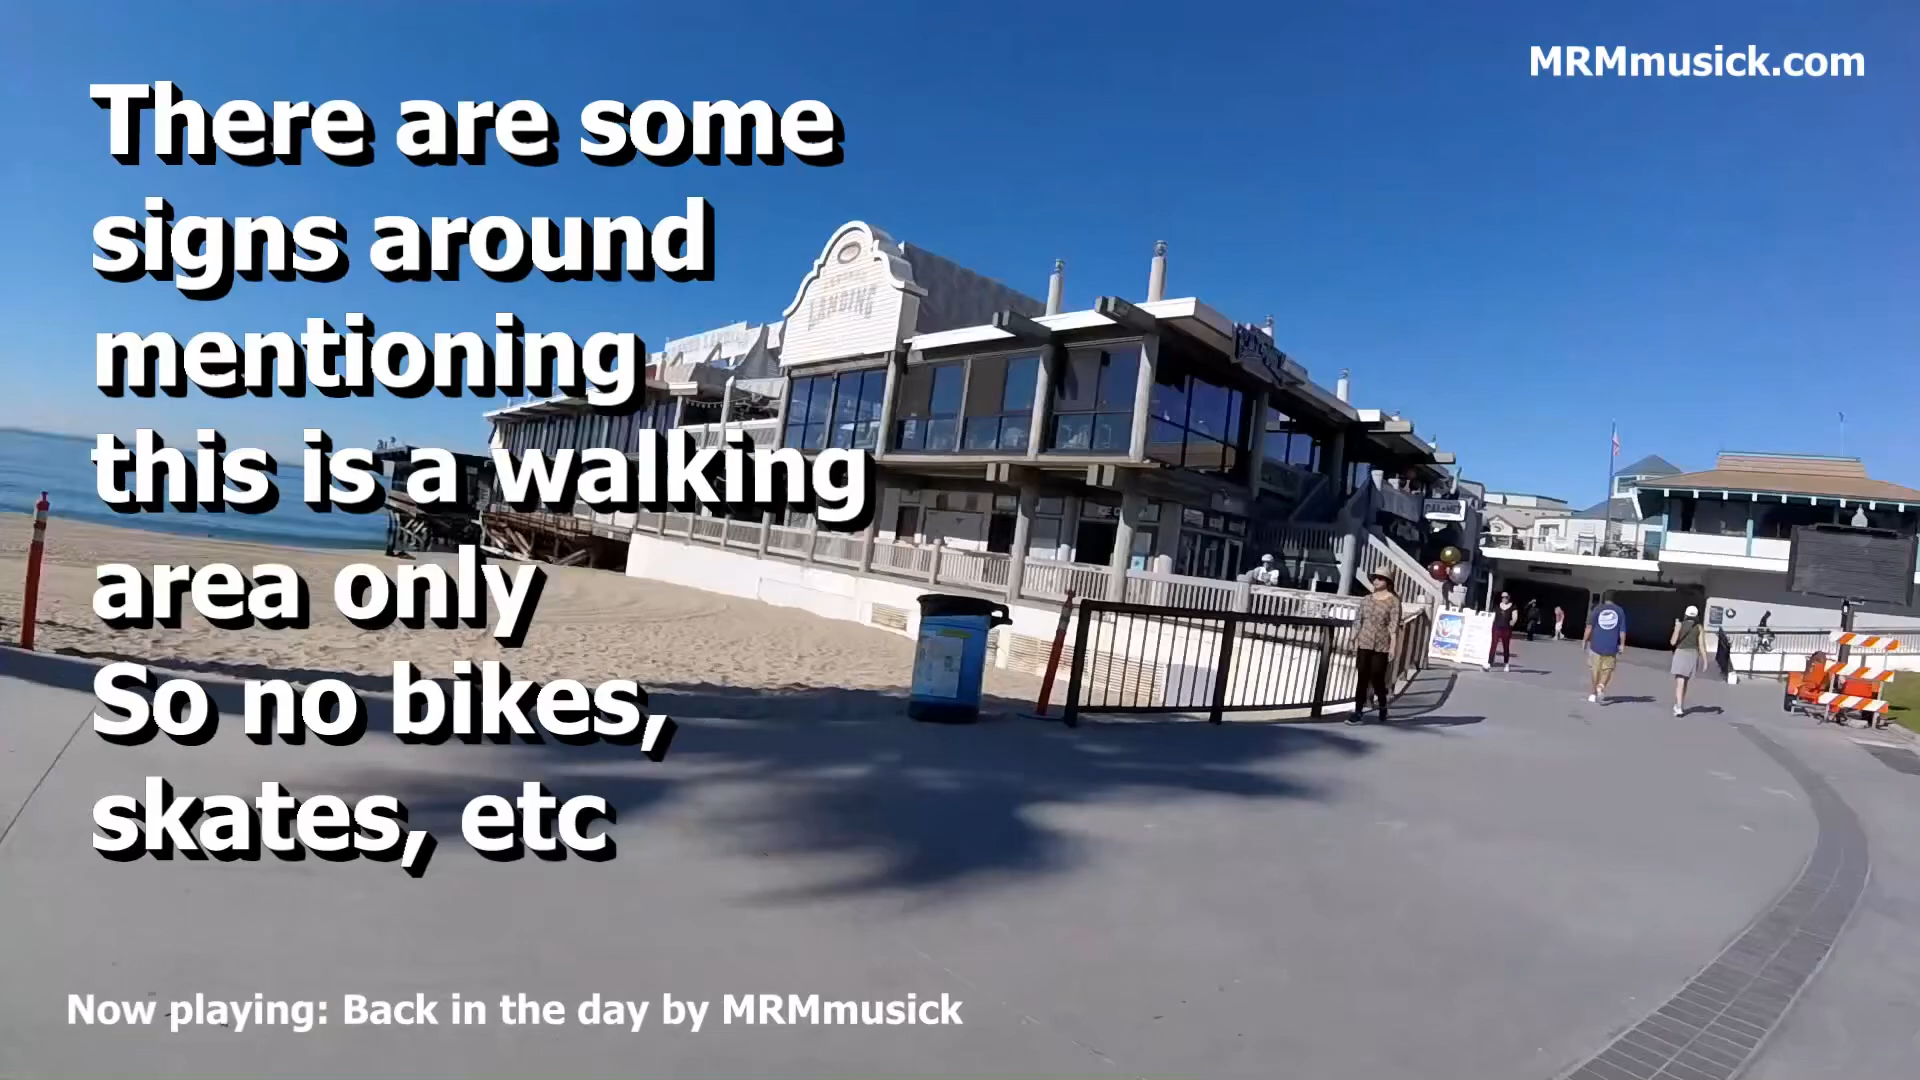 MRMmusick.com
There are some
signs around
mentioning
this is a walking
area only
So no bikes,
skates, etc
LANDING
Now playing: Back in the day by MRMmusick